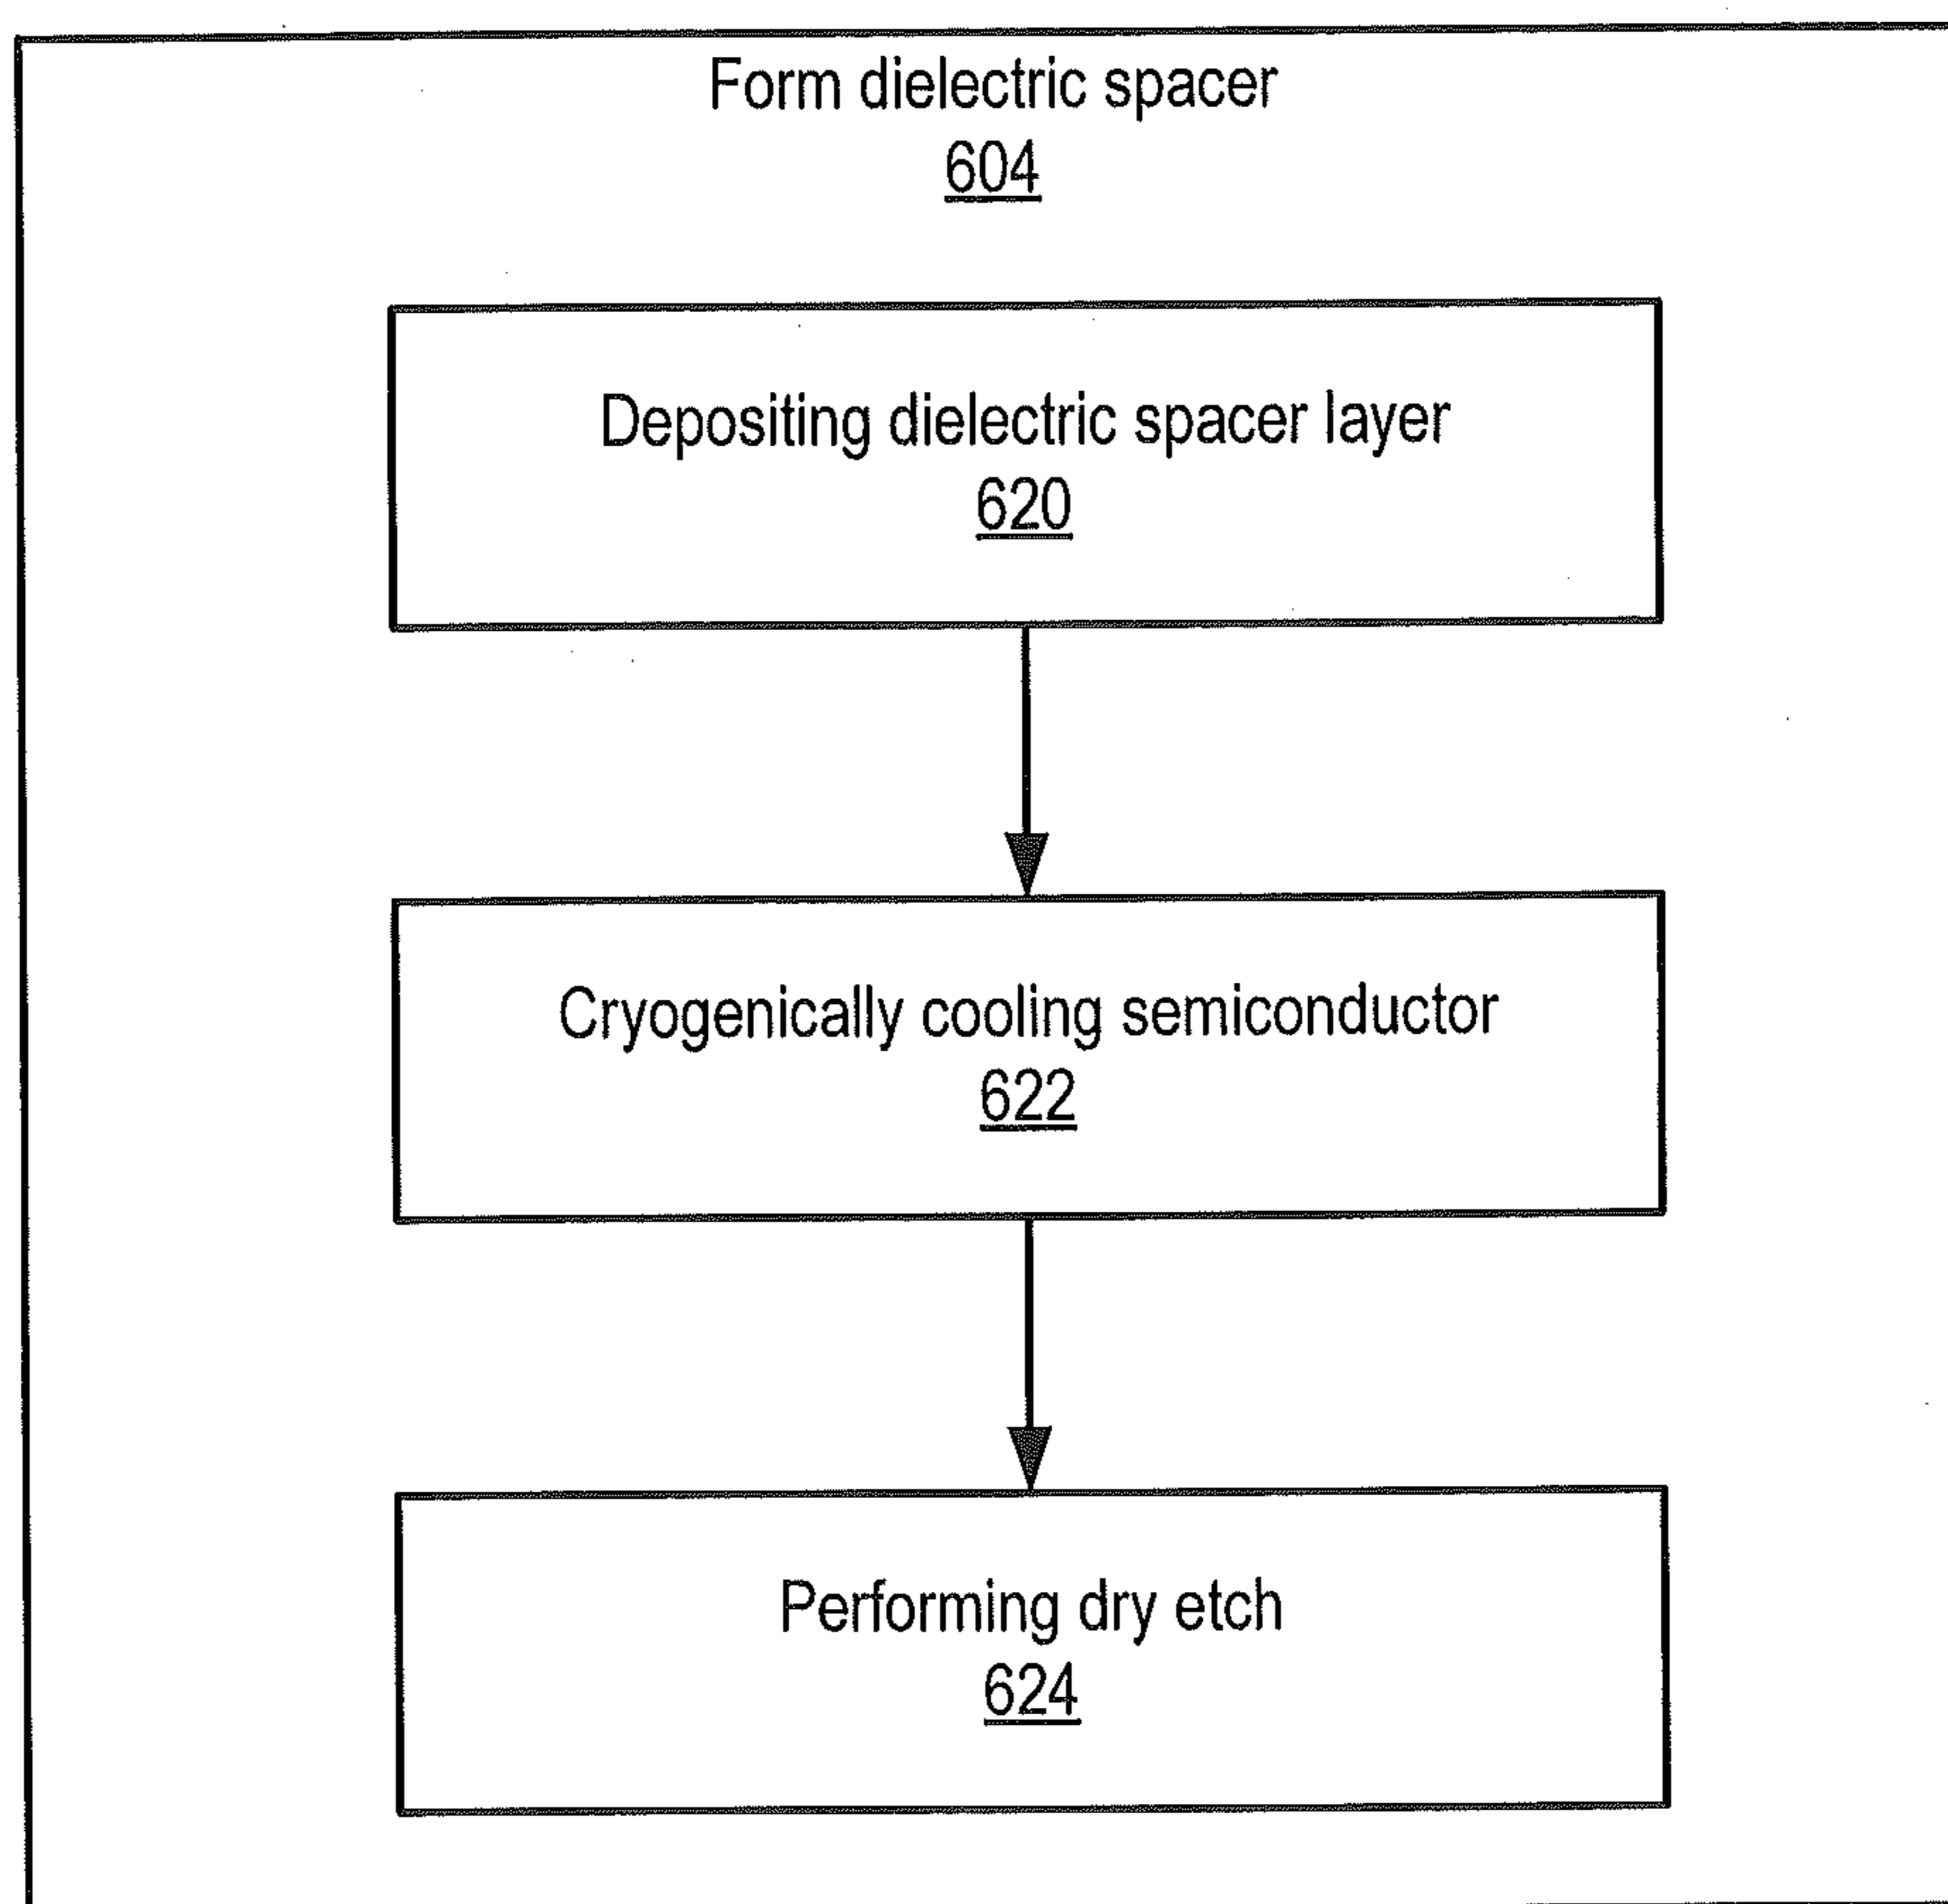 Form dielectric spacer
604
Depositing dielectric spacer layer
620
Cryogenically cooling semiconductor
622
Performing dry etch
624